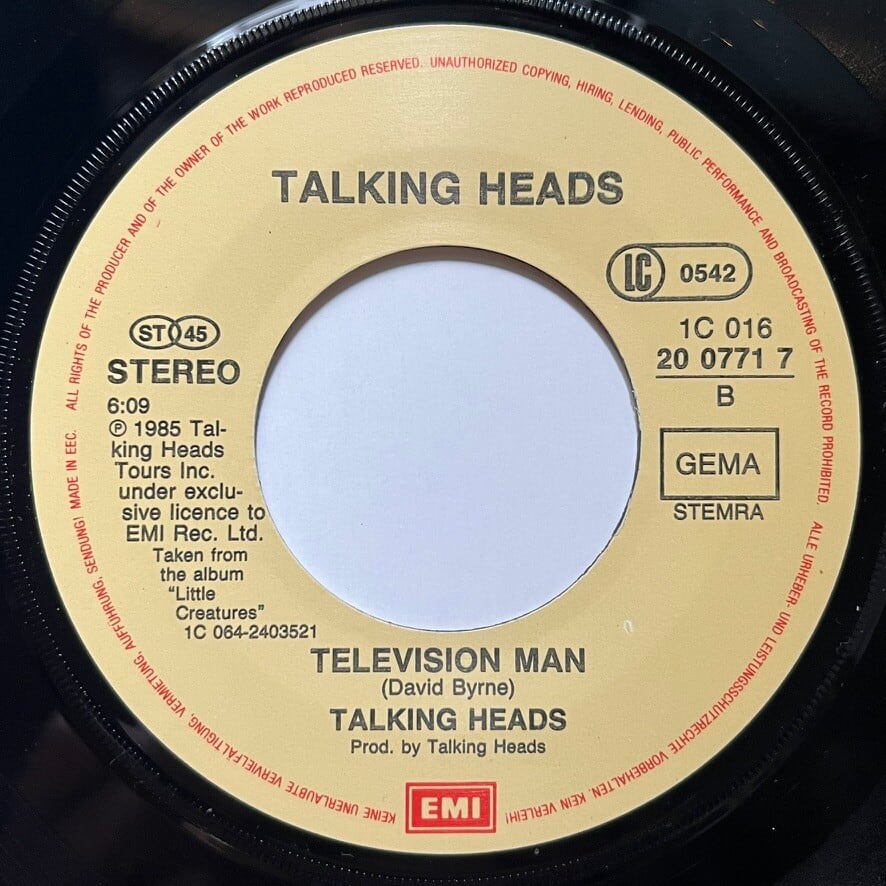 ALL RIGHTS OF THE PRODUCER AND OF THE OWNER OF THE WORK REPRODUCED RESERVED. UNAUTHORIZED COPYING, HIRING, LENDING, PUBLIC PERFORMANCE AND BROADCASTING OF THE RECORD PROHIBITED. ALLE URHEBER- UND LEISTUNGSSCHUTZRECHTE VORBEHALTEN. KEIN VERLEIH! KEINE UNERLAUBTE VERVIELFÄLTIGUNG, VERMIETUNG, AUFFÜHRUNG, SENDUNG! MADE IN EEC.
TALKING HEADS
LC 0542
ST 45
STEREO
1C 016
20 0771 7
B
GEMA
STEMRA
6:09
℗ 1985 Tal-
king Heads
Tours Inc.
under exclu-
sive licence to
EMI Rec. Ltd.
Taken from
the album
“Little
Creatures”
1C 064-2403521
TELEVISION MAN
(David Byrne)
TALKING HEADS
Prod. by Talking Heads
EMI